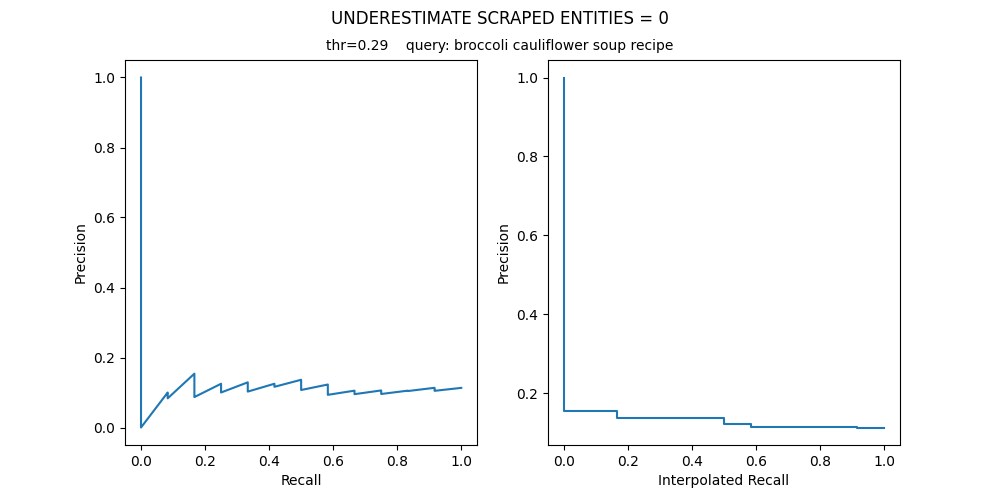 UNDERESTIMATE SCRAPED ENTITIES = 0
thr=0.29    query: broccoli cauliflower soup recipe
1.0
0.8
0.6
0.4
0.2
0.0
Precision
0.0 0.2 0.4 0.6 0.8 1.0
Recall
1.0
0.8
0.6
0.4
0.2
Precision
0.0 0.2 0.4 0.6 0.8 1.0
Interpolated Recall